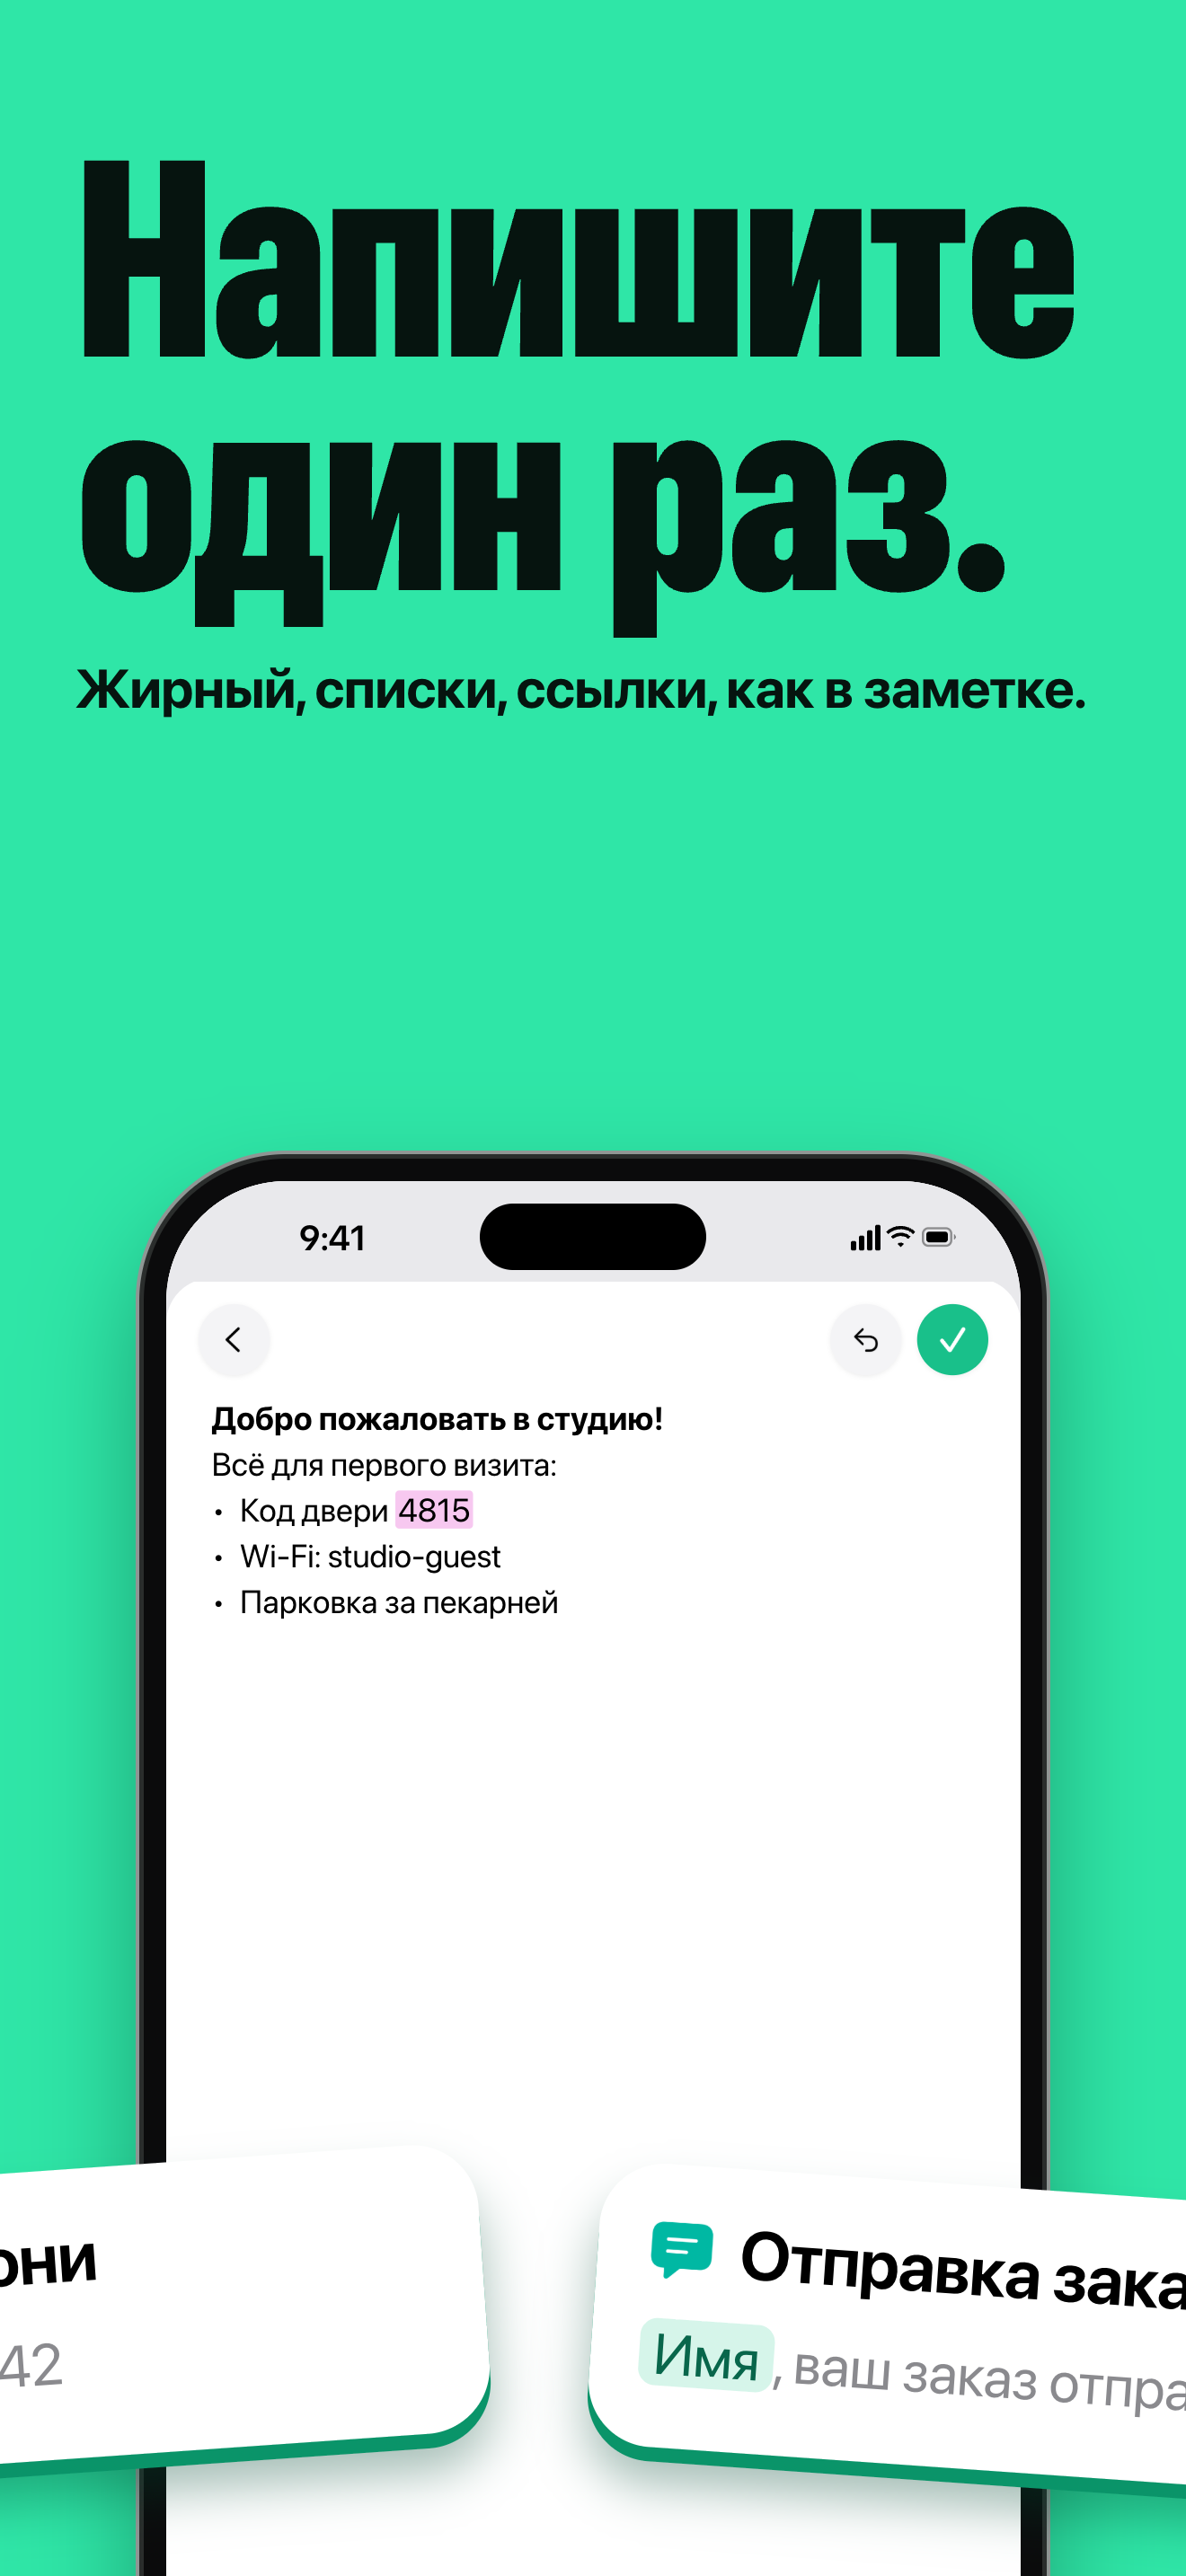 Напишите
один раз.
Жирный, списки, ссылки, как в заметке.
9:41
Добро пожаловать в студию!
Всё для первого визита:
• Код двери 4815
• Wi-Fi: studio-guest
• Парковка за пекарней
42
Отправка
Имя, ваш заказ